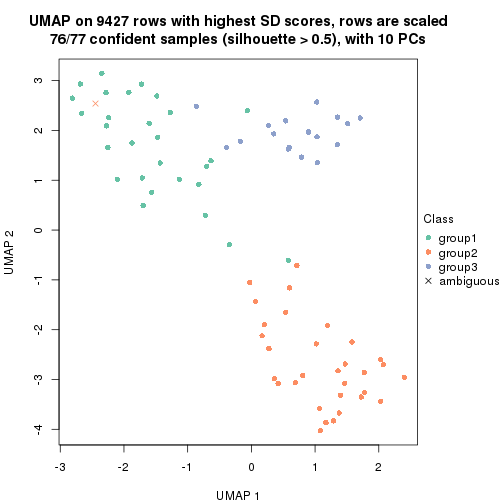 UMAP on 9427 rows with highest SD scores, rows are scaled
76/77 confident samples (silhouette > 0.5), with 10 PCs
3
2
1
0
-1
-2
-3
-4
UMAP 2
-3
-2
-1
0
1
2
UMAP 1
Class
group1
group2
group3
ambiguous